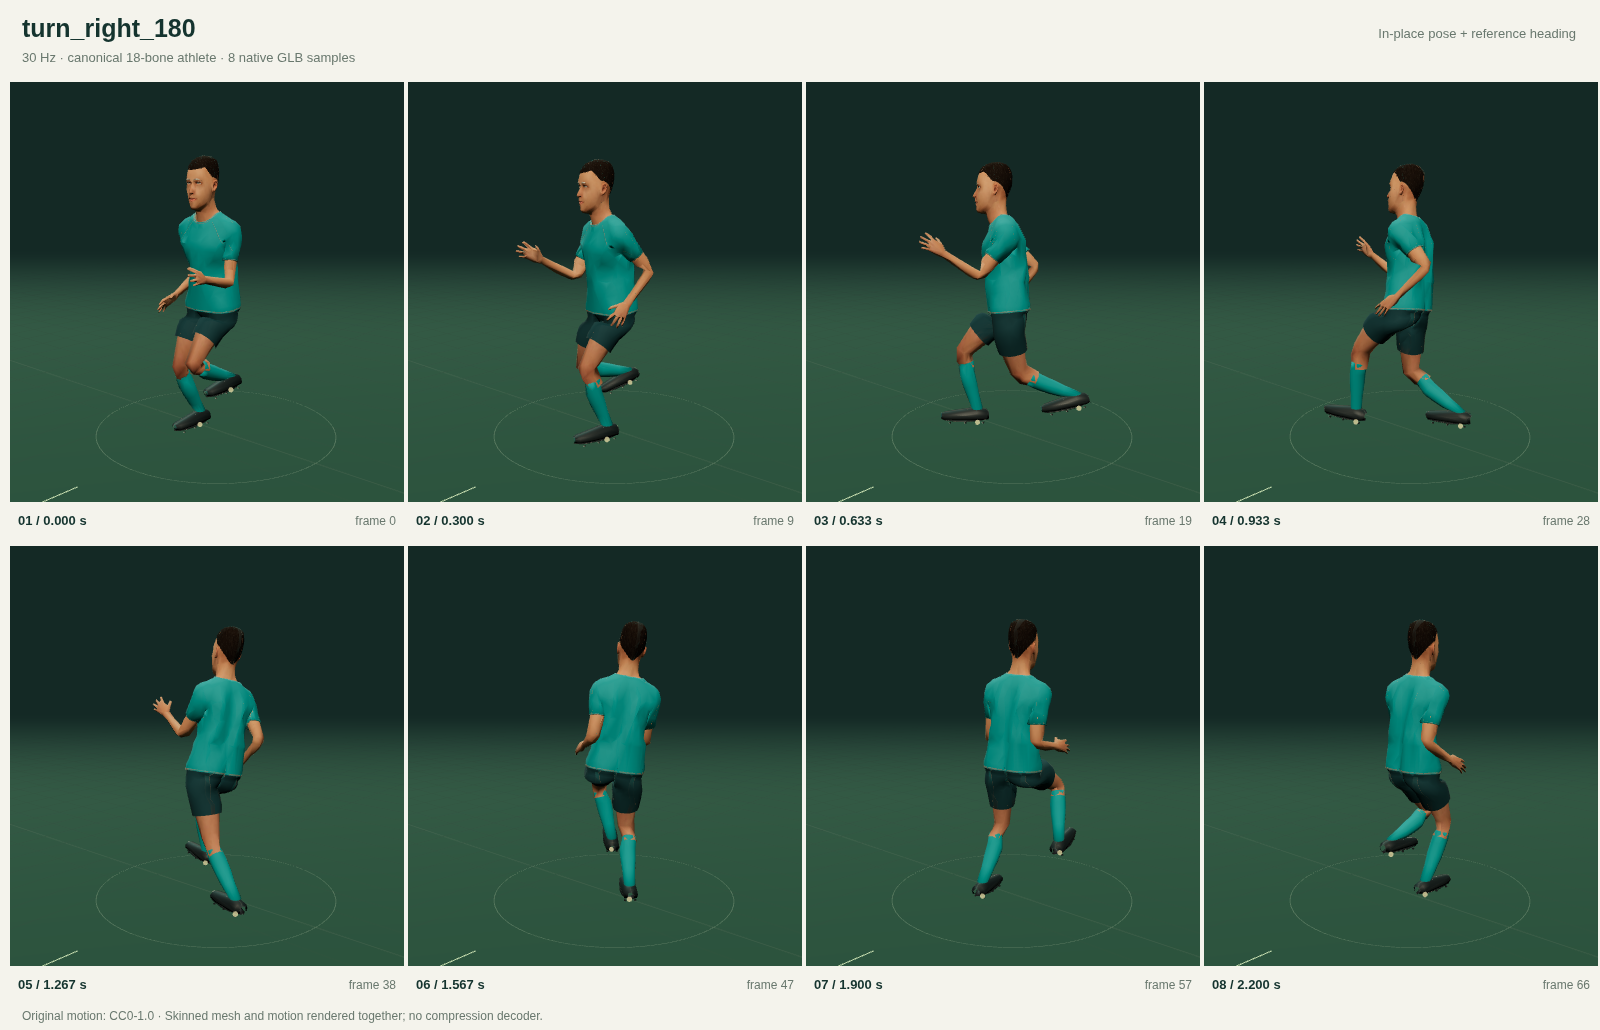 turn_right_180
In-place pose + reference heading
30 Hz · canonical 18-bone athlete · 8 native GLB samples
01 / 0.000 s
frame 0
02 / 0.300 s
frame 9
03 / 0.633 s
frame 19
04 / 0.933 s
frame 28
05 / 1.267 s
frame 38
06 / 1.567 s
frame 47
07 / 1.900 s
frame 57
08 / 2.200 s
frame 66
Original motion: CC0-1.0 · Skinned mesh and motion rendered together; no compression decoder.